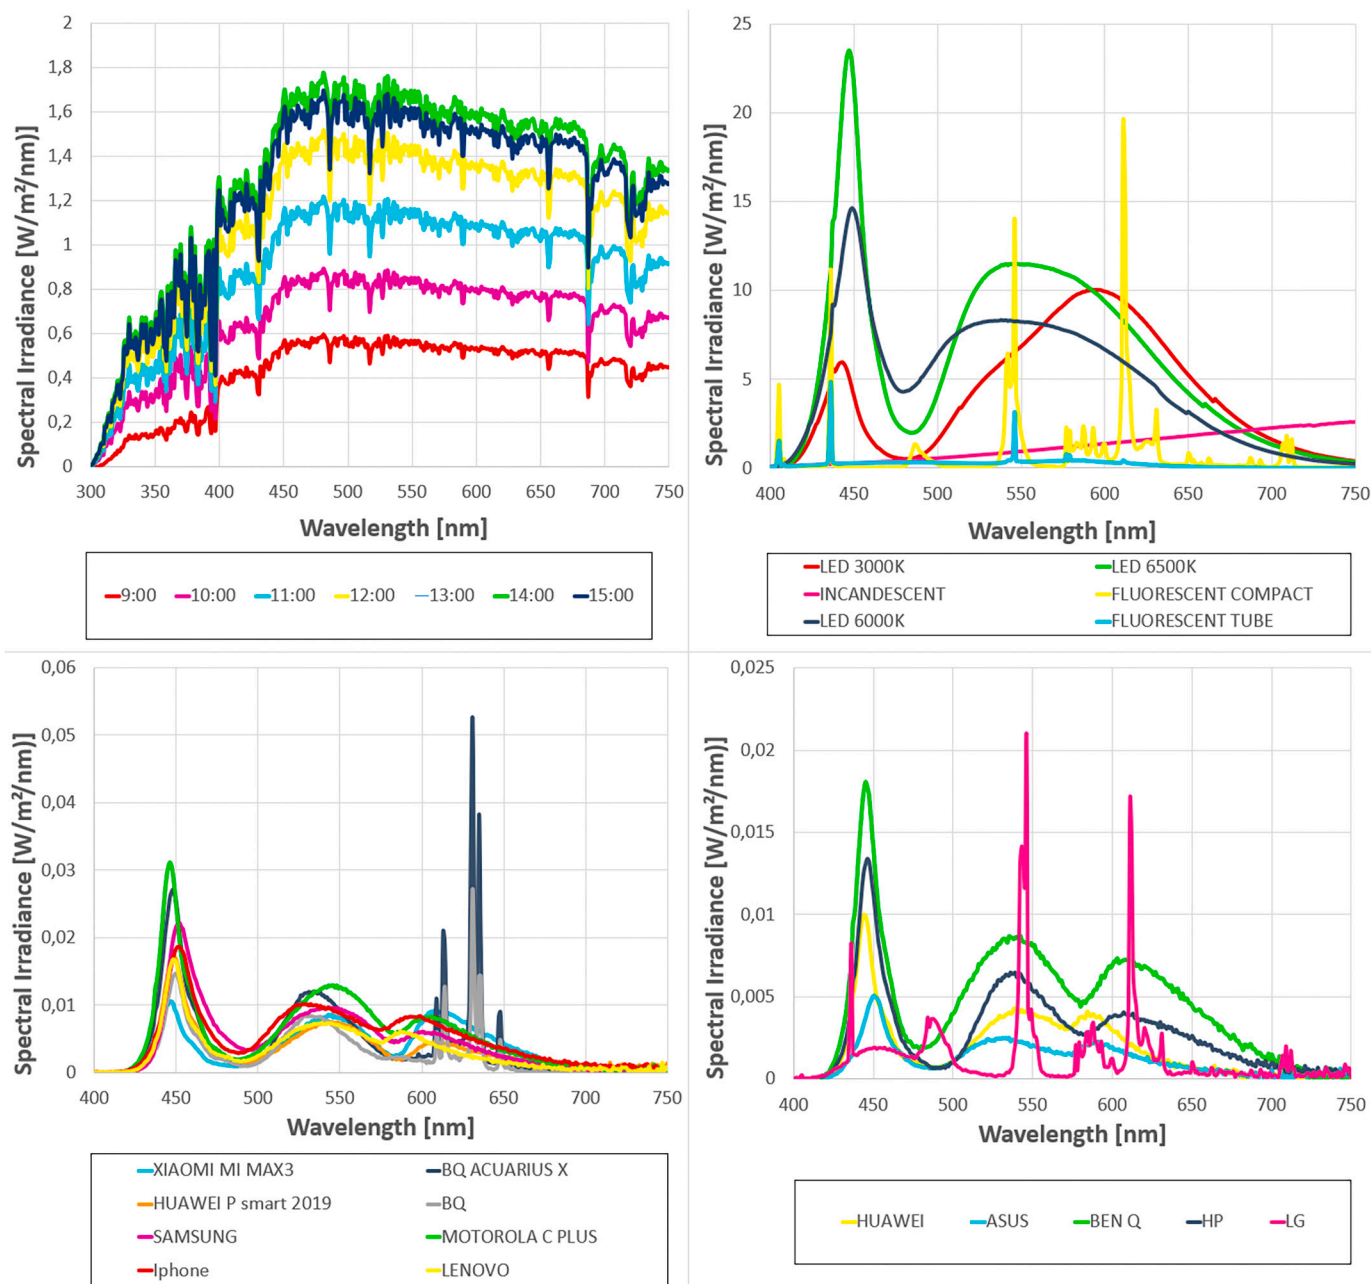 Spectral Irradiance [W/m²/nm)]
2
1,8
1,6
1,4
1,2
1
0,8
0,6
0,4
0,2
0
300 350 400 450 500 550 600 650 700 750
Wavelength [nm]
9:00 10:00 11:00 12:00 13:00 14:00 15:00
Spectral Irradiance [W/m²/nm)]
25
20
15
10
5
0
400 450 500 550 600 650 700 750
Wavelength [nm]
LED 3000K LED 6500K
INCANDESCENT FLUORESCENT COMPACT
LED 6000K FLUORESCENT TUBE
Spectral Irradiance [W/m²/nm)]
0,06
0,05
0,04
0,03
0,02
0,01
0
400 450 500 550 600 650 700 750
Wavelength [nm]
XIAOMI MI MAX3 BQ ACUARIUS X
HUAWEI P smart 2019 BQ
SAMSUNG MOTOROLA C PLUS
Iphone LENOVO
Spectral Irradiance [W/m²/nm)]
0,025
0,02
0,015
0,01
0,005
0
400 450 500 550 600 650 700 750
Wavelength [nm]
HUAWEI ASUS BEN Q HP LG